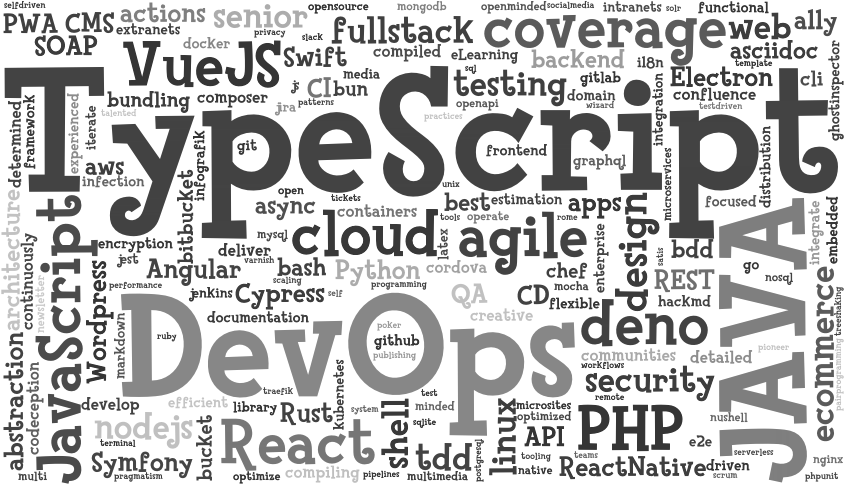 selfdriven
PWA CMS
actions
extranets
SOAP
senior
privacy
docker
slack
opensource
mongodb
openminded
socialmedia
intranets
solr
functional
fullstack
coverage
web
ally
asciidoc
template
VueJS
Swift
compiled
eLearning
backend
i18n
Electron
cli
js
CI
bun
media
sql
testing
gitlab
domain
wizard
confluence
testdriven
bundling
composer
jira
patterns
openapi
practices
integration
ghostinspector
TypeScript
determined
framework
experienced
iterate
talented
git
frontend
graphql
microservices
distribution
aws
infection
bitbucket
infografik
open
tickets
unix
async
containers
tools
best
estimation
operate
rome
apps
focused
architecture
continuously
newsletter
JavaScript
encryption
jest
deliver
varnish
mysql
cloud
latex
agile
enterprise
design
satis
bdd
JAVA
integrate
embedded
Wordpress
performance
Angular
bash
scaling
Python
programming
cordova
chef
mocha
REST
go
nosql
jenkins
Cypress
self
QA
creative
CD
flexible
hackmd
ecommerce
treeshaking
pairprogramming
markdown
DevOps
documentation
ruby
poker
github
publishing
deno
communities
workflows
detailed
pioneer
abstraction
codeception
traefik
kubernetes
test
security
remote
develop
efficient
library
Rust
system
shell
minded
sqlite
linux
microsites
optimized
nushell
nodejs
terminal
bucket
React
tdd
postgresql
API
tooling
teams
PHP
e2e
serverless
nginx
multi
Symfony
pragmatism
optimize
compiling
pipelines
multimedia
native
ReactNative
driven
scrum
phpunit